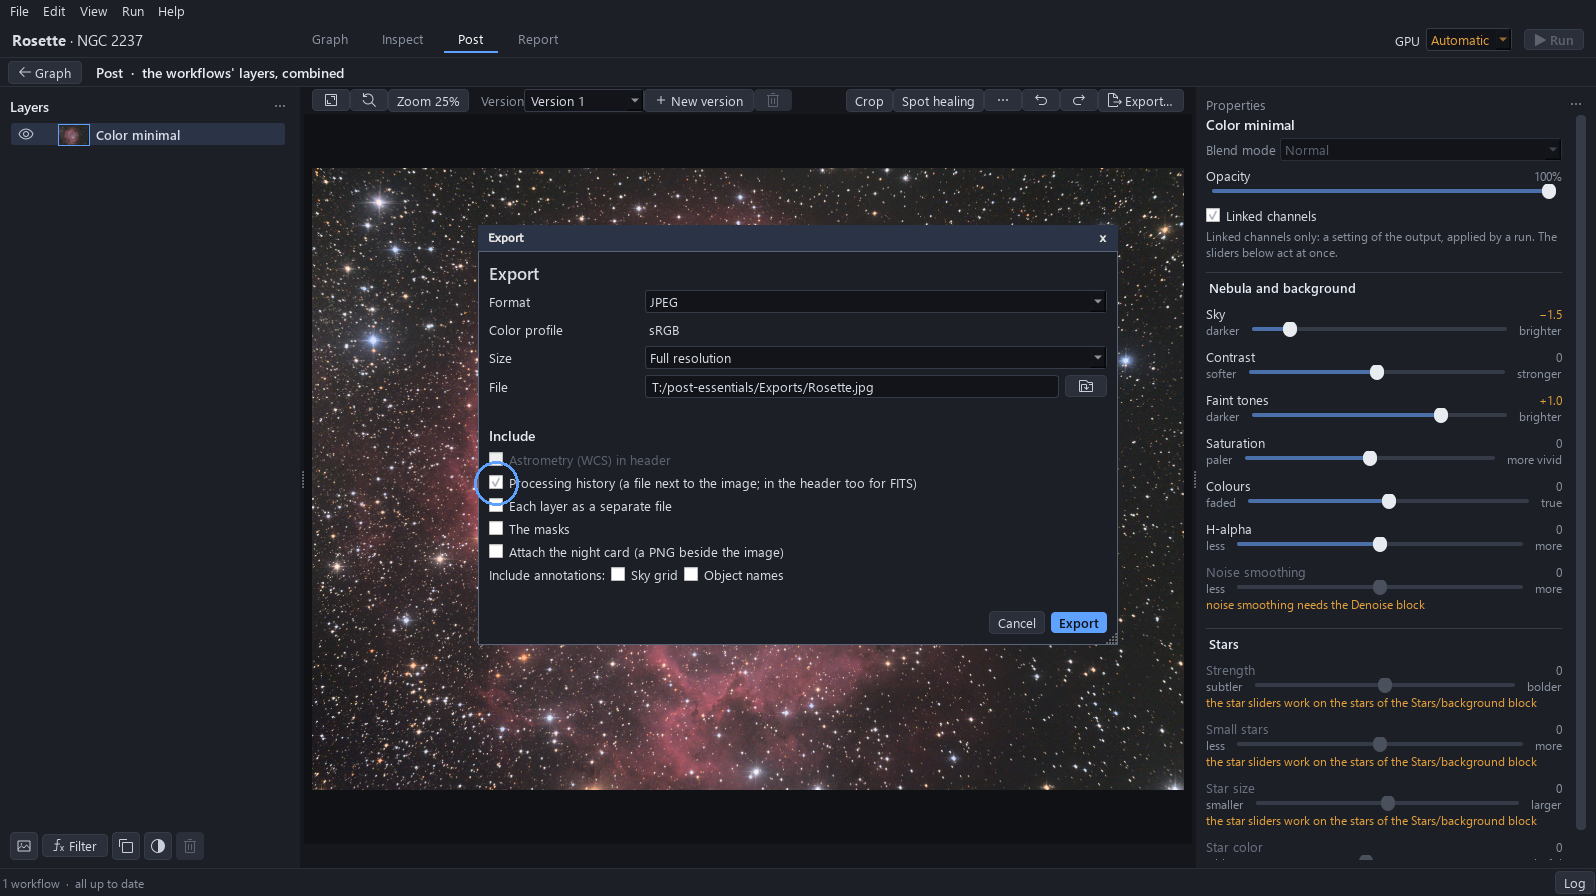 File Edit View Run Help
Rosette · NGC 2237
Graph Inspect Post Report
GPU Automatic Run
Graph
Post · the workflows' layers, combined
Layers ...
Color minimal
Zoom 25% Version Version 1 + New version
Crop Spot healing ... Export...
Export x
Export
Format JPEG
Color profile sRGB
Size Full resolution
File T:/post-essentials/Exports/Rosette.jpg
Include
Astrometry (WCS) in header
Processing history (a file next to the image; in the header too for FITS)
Each layer as a separate file
The masks
Attach the night card (a PNG beside the image)
Include annotations: Sky grid Object names
Cancel Export
Properties ...
Color minimal
Blend mode Normal
Opacity 100%
Linked channels
Linked channels only: a setting of the output, applied by a run. The
sliders below act at once.
Nebula and background
Sky −1.5
darker brighter
Contrast 0
softer stronger
Faint tones +1.0
darker brighter
Saturation 0
paler more vivid
Colours 0
faded true
H-alpha 0
less more
Noise smoothing 0
less more
noise smoothing needs the Denoise block
Stars
Strength 0
subtler bolder
the star sliders work on the stars of the Stars/background block
Small stars 0
less more
the star sliders work on the stars of the Stars/background block
Star size 0
smaller larger
the star sliders work on the stars of the Stars/background block
Star color 0
fx Filter
1 workflow · all up to date
Log